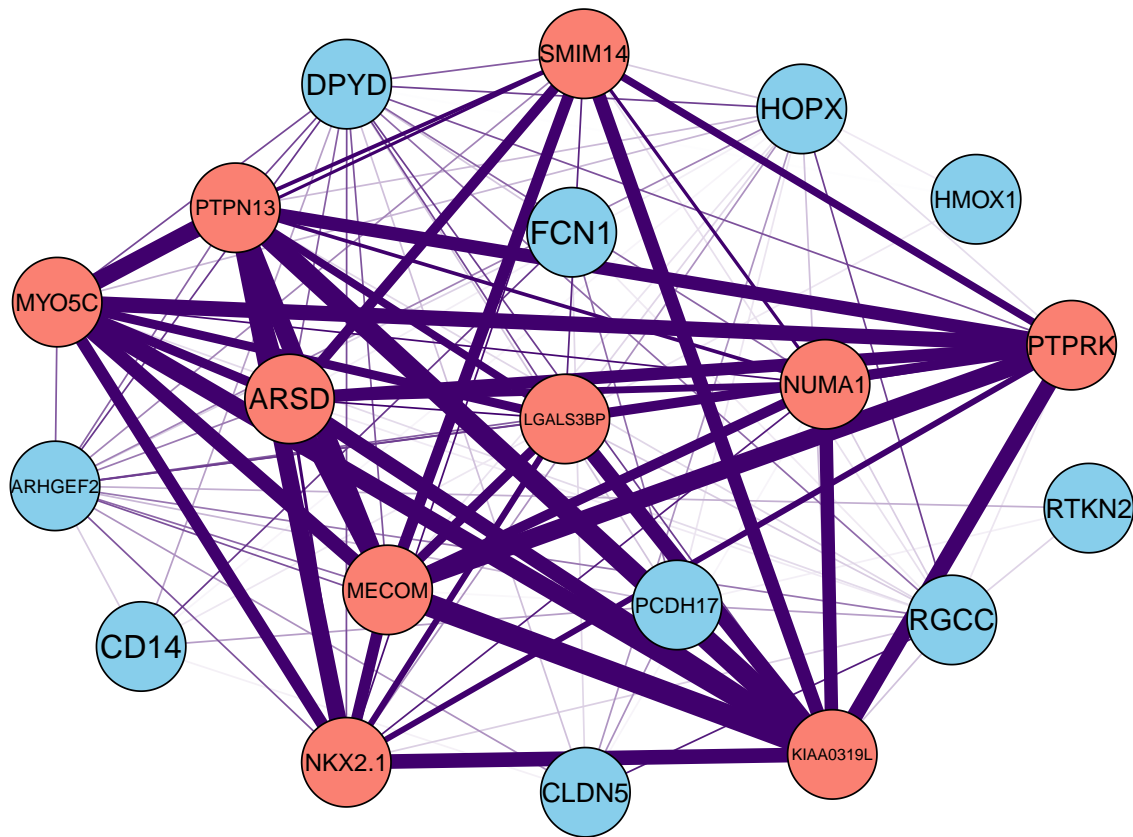 SMIM14
DPYD
HOPX
HMOX1
PTPN13
FCN1
MYO5C
PTPRK
NUMA1
ARSD
LGALS3BP
ARHGEF2
RTKN2
MECOM
PCDH17
RGCC
CD14
NKX2.1
KIAA0319L
CLDN5